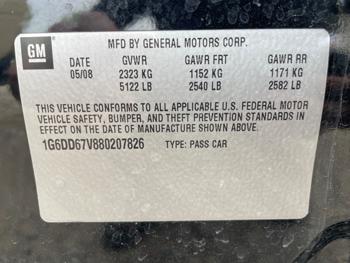 GM
MFD BY GENERAL MOTORS CORP.
DATE GVWR GAWR FRT GAWR RR
05/08 2323 KG 1152 KG 1171 KG
5122 LB 2540 LB 2582 LB
THIS VEHICLE CONFORMS TO ALL APPLICABLE U.S. FEDERAL MOTOR
VEHICLE SAFETY, BUMPER, AND THEFT PREVENTION STANDARDS IN
EFFECT ON THE DATE OF MANUFACTURE SHOWN ABOVE.
1G6DD67V880207826 TYPE: PASS CAR